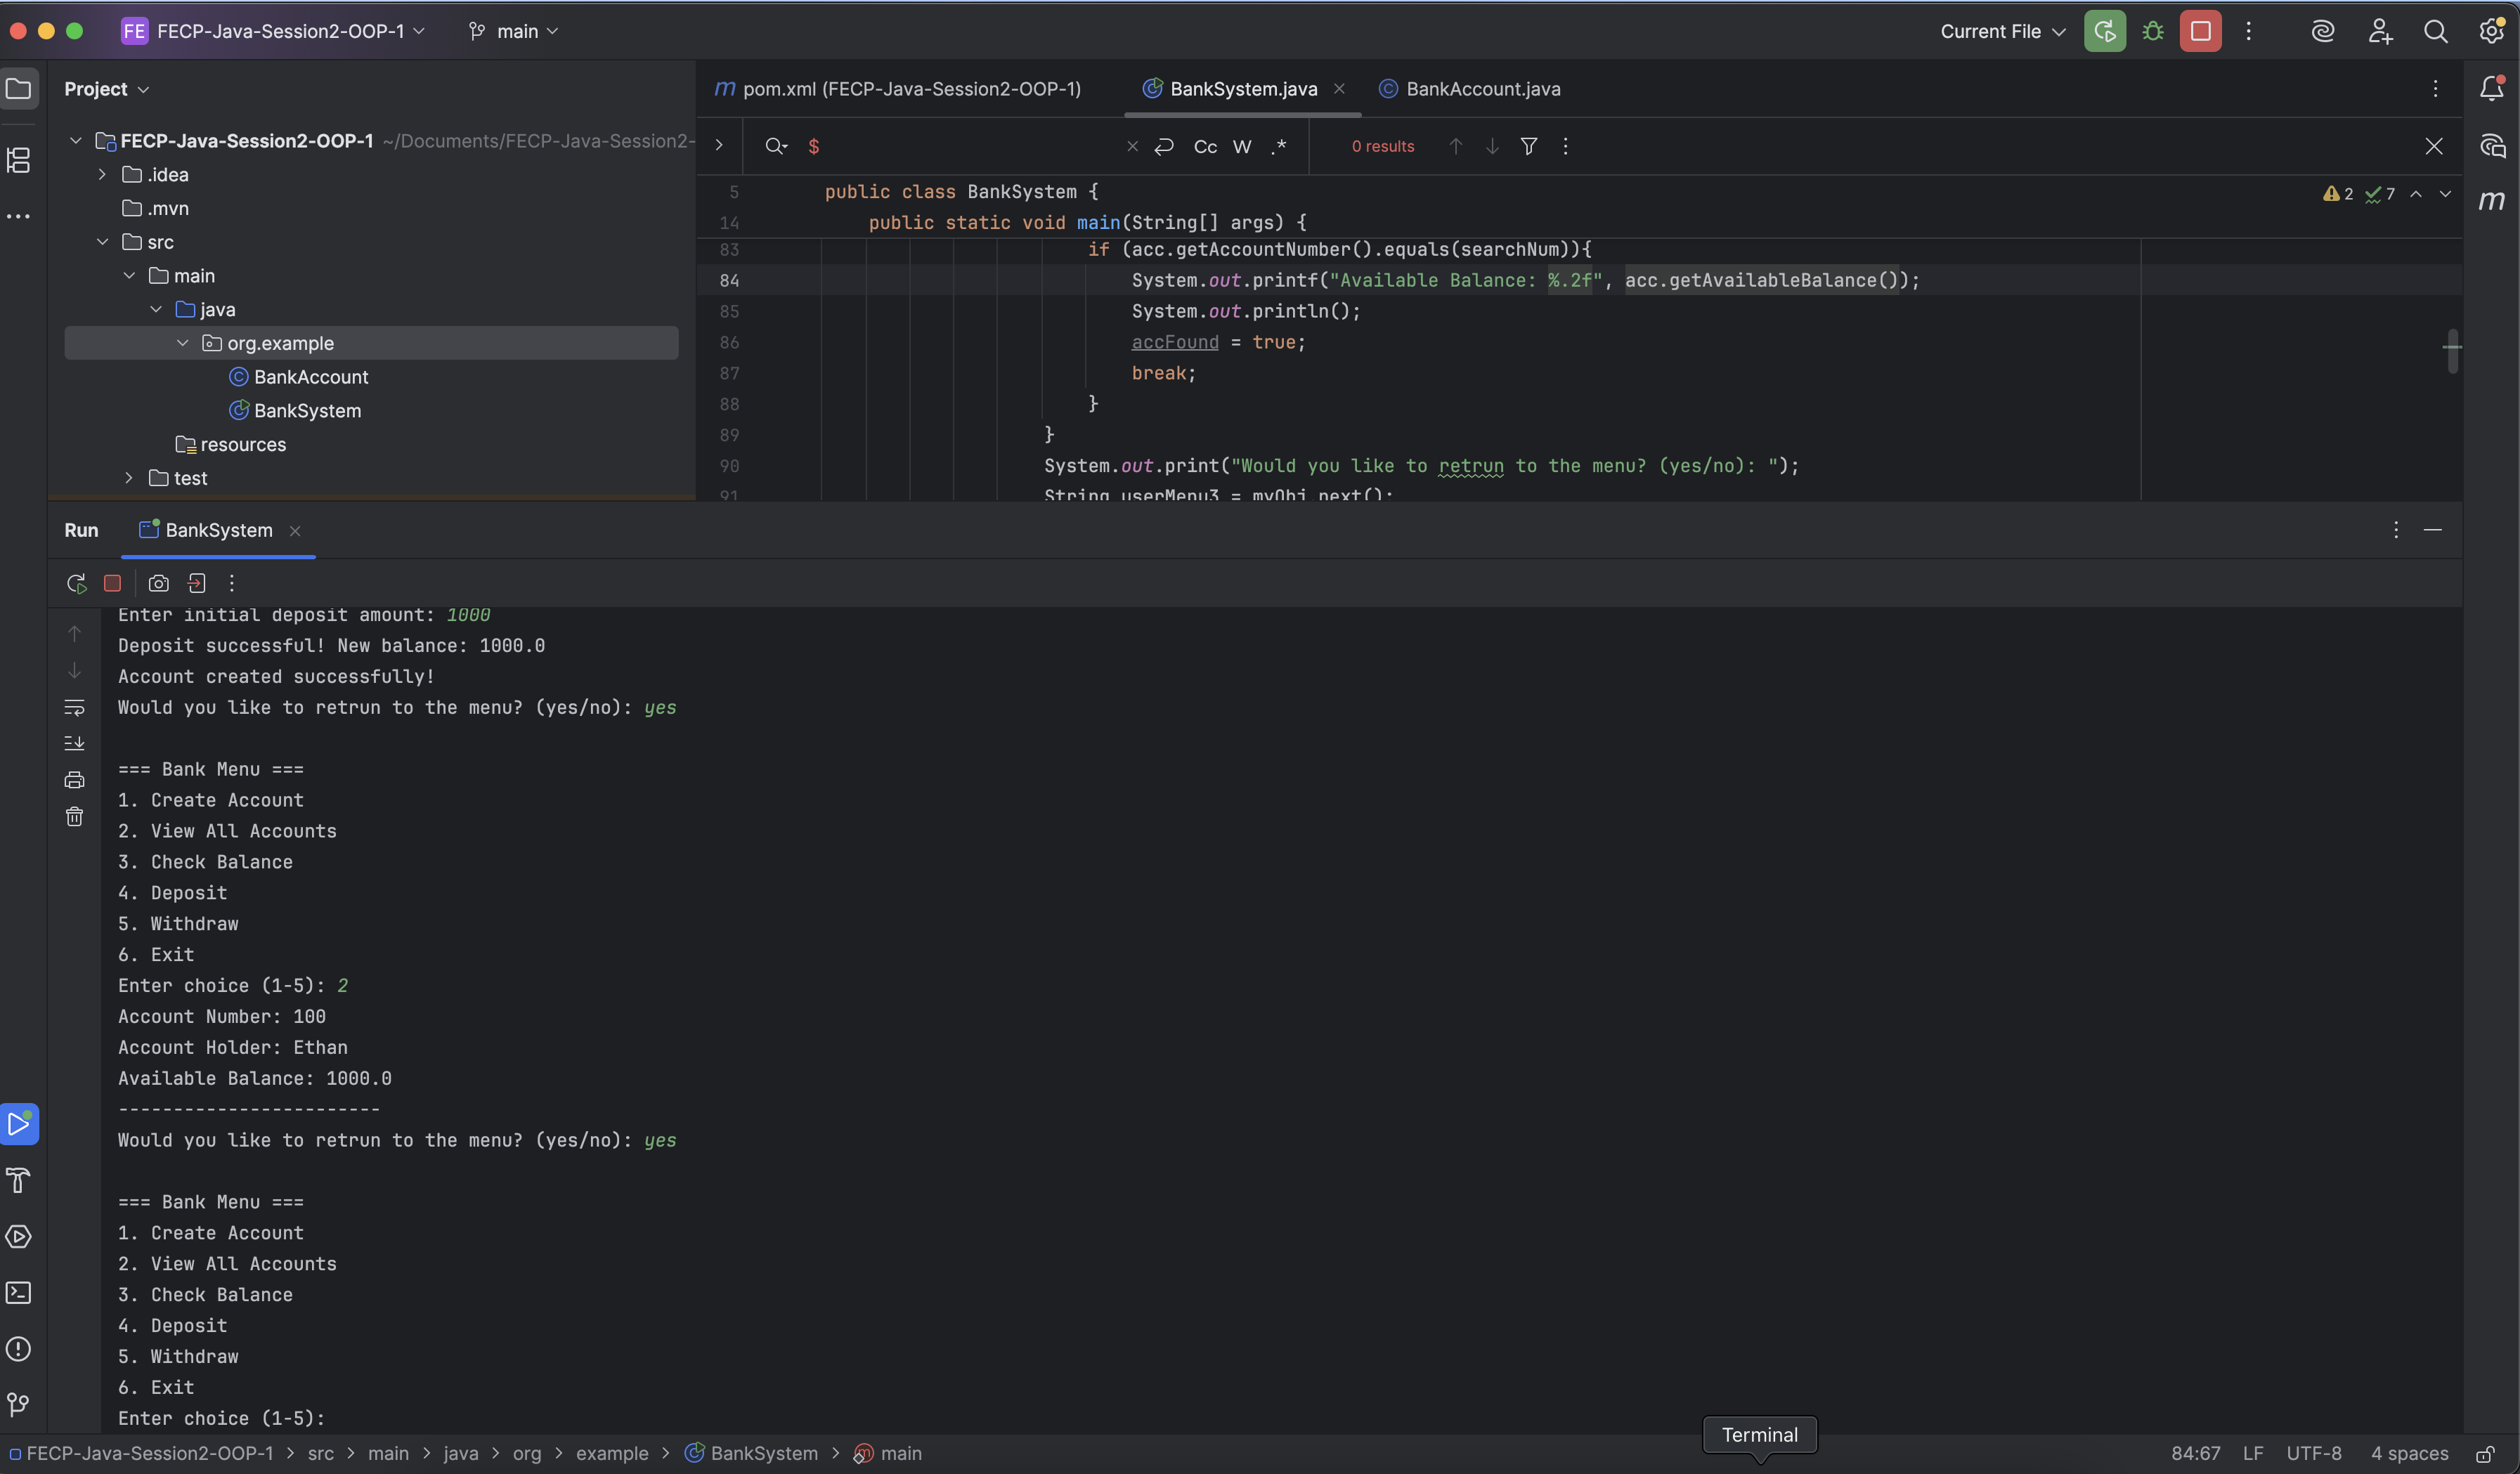 FE FECP-Java-Session2-OOP-1 main Current File
Project
FECP-Java-Session2-OOP-1 ~/Documents/FECP-Java-Session2-
.idea
.mvn
src
main
java
org.example
BankAccount
BankSystem
resources
test
m pom.xml (FECP-Java-Session2-OOP-1) BankSystem.java BankAccount.java
$ Cc W .* 0 results
5 public class BankSystem {
14 public static void main(String[] args) {
2 7
83 if (acc.getAccountNumber().equals(searchNum)){
84 System.out.printf("Available Balance: %.2f", acc.getAvailableBalance());
85 System.out.println();
86 accFound = true;
87 break;
88 }
89 }
90 System.out.print("Would you like to retrun to the menu? (yes/no): ");
91 String userMenu3 = myObj.next();
m
Run BankSystem
Enter initial deposit amount: 1000
Deposit successful! New balance: 1000.0
Account created successfully!
Would you like to retrun to the menu? (yes/no): yes
=== Bank Menu ===
1. Create Account
2. View All Accounts
3. Check Balance
4. Deposit
5. Withdraw
6. Exit
Enter choice (1-5): 2
Account Number: 100
Account Holder: Ethan
Available Balance: 1000.0
------------------------
Would you like to retrun to the menu? (yes/no): yes
=== Bank Menu ===
1. Create Account
2. View All Accounts
3. Check Balance
4. Deposit
5. Withdraw
6. Exit
Enter choice (1-5):
Terminal
FECP-Java-Session2-OOP-1 > src > main > java > org > example > BankSystem > m main 84:67 LF UTF-8 4 spaces